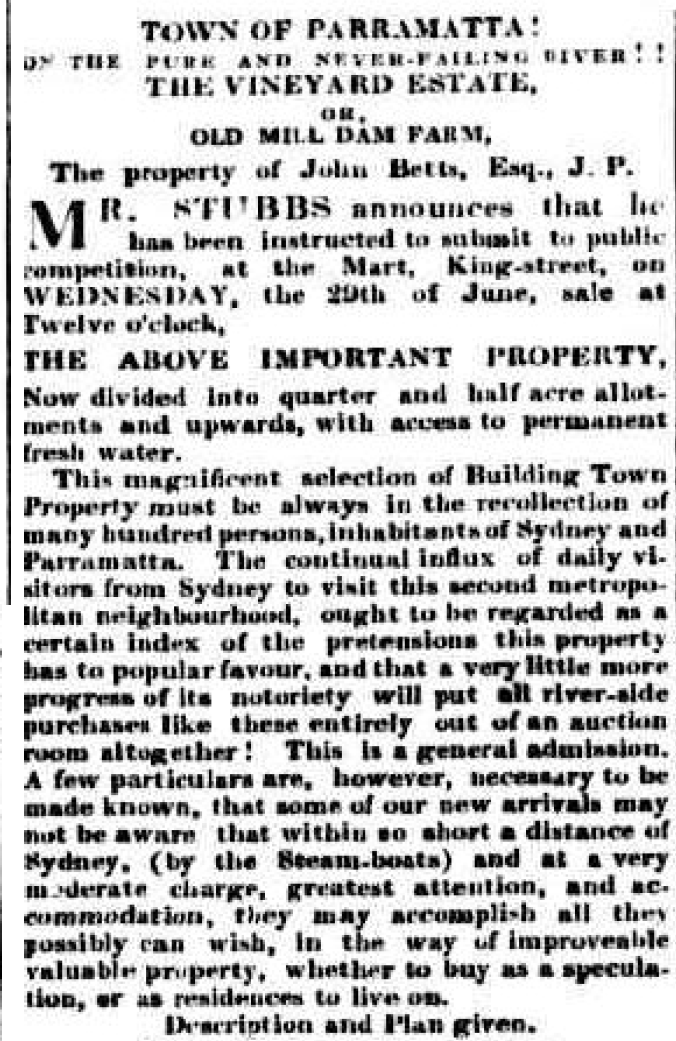 TOWN OF PARRAMATTA!
ON THE PURE AND NEVER-FAILING RIVER!!
THE VINEYARD ESTATE,
OR,
OLD MILL DAM FARM,
The property of John Betts, Esq., J. P.
MR. STUBBS announces that he
has been instructed to submit to public
competition, at the Mart, King-street, on
WEDNESDAY, the 29th of June, sale at
Twelve o'clock,
THE ABOVE IMPORTANT PROPERTY,
Now divided into quarter and half acre allot-
ments and upwards, with access to permanent
fresh water.
This magnificent selection of Building Town
Property must be always in the recollection of
many hundred persons, inhabitants of Sydney and
Parramatta. The continual influx of daily vi-
sitors from Sydney to visit this second metropo-
litan neighbourhood, ought to be regarded as a
certain index of the pretensions this property
has to popular favour, and that a very little more
progress of its notoriety will put all river-side
purchases like these entirely out of an auction
room altogether! This is a general admission.
A few particulars are, however, necessary to be
made known, that some of our new arrivals may
not be aware that within so short a distance of
Sydney, (by the Steam-boats) and at a very
moderate charge, greatest attention, and ac-
commodation, they may accomplish all they
possibly can wish, in the way of improveable
valuable property, whether to buy as a specula-
tion, or as residences to live on.
Description and Plan given.